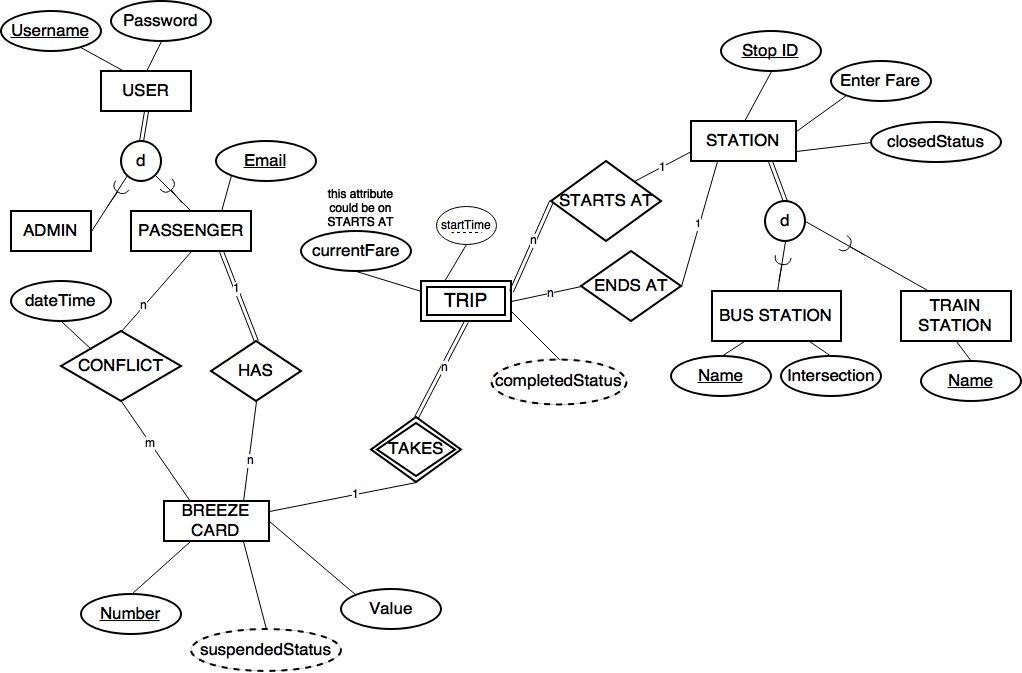 Username
Password
USER
d
Email
ADMIN
PASSENGER
this attribute
could be on
STARTS AT
currentFare
startTime
TRIP
completedStatus
dateTime
n
1
CONFLICT
HAS
m
n
n
TAKES
1
BREEZE
CARD
Number
suspendedStatus
Value
Stop ID
Enter Fare
closedStatus
STATION
1
STARTS AT
n
1
n
ENDS AT
d
BUS STATION
TRAIN
STATION
Name
Intersection
Name